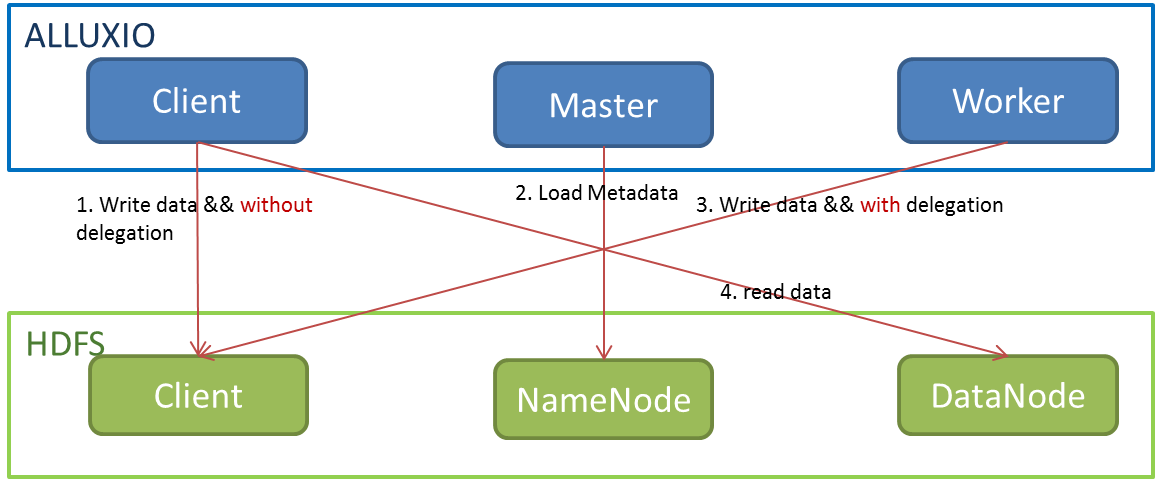 ALLUXIO
Client
Master
Worker
1. Write data && without
delegation
2. Load Metadata
3. Write data && with delegation
4. read data
HDFS
Client
NameNode
DataNode